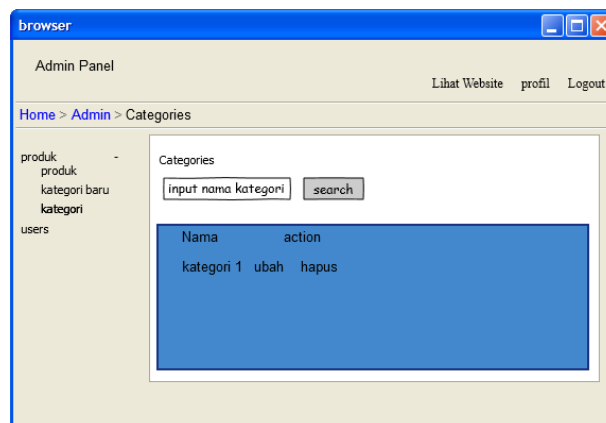 browser
Admin Panel
Lihat Website profil Logout
Home > Admin > Categories
produk -
produk
kategori baru
kategori
users
Categories
input nama kategori search
Nama action
kategori 1 ubah hapus